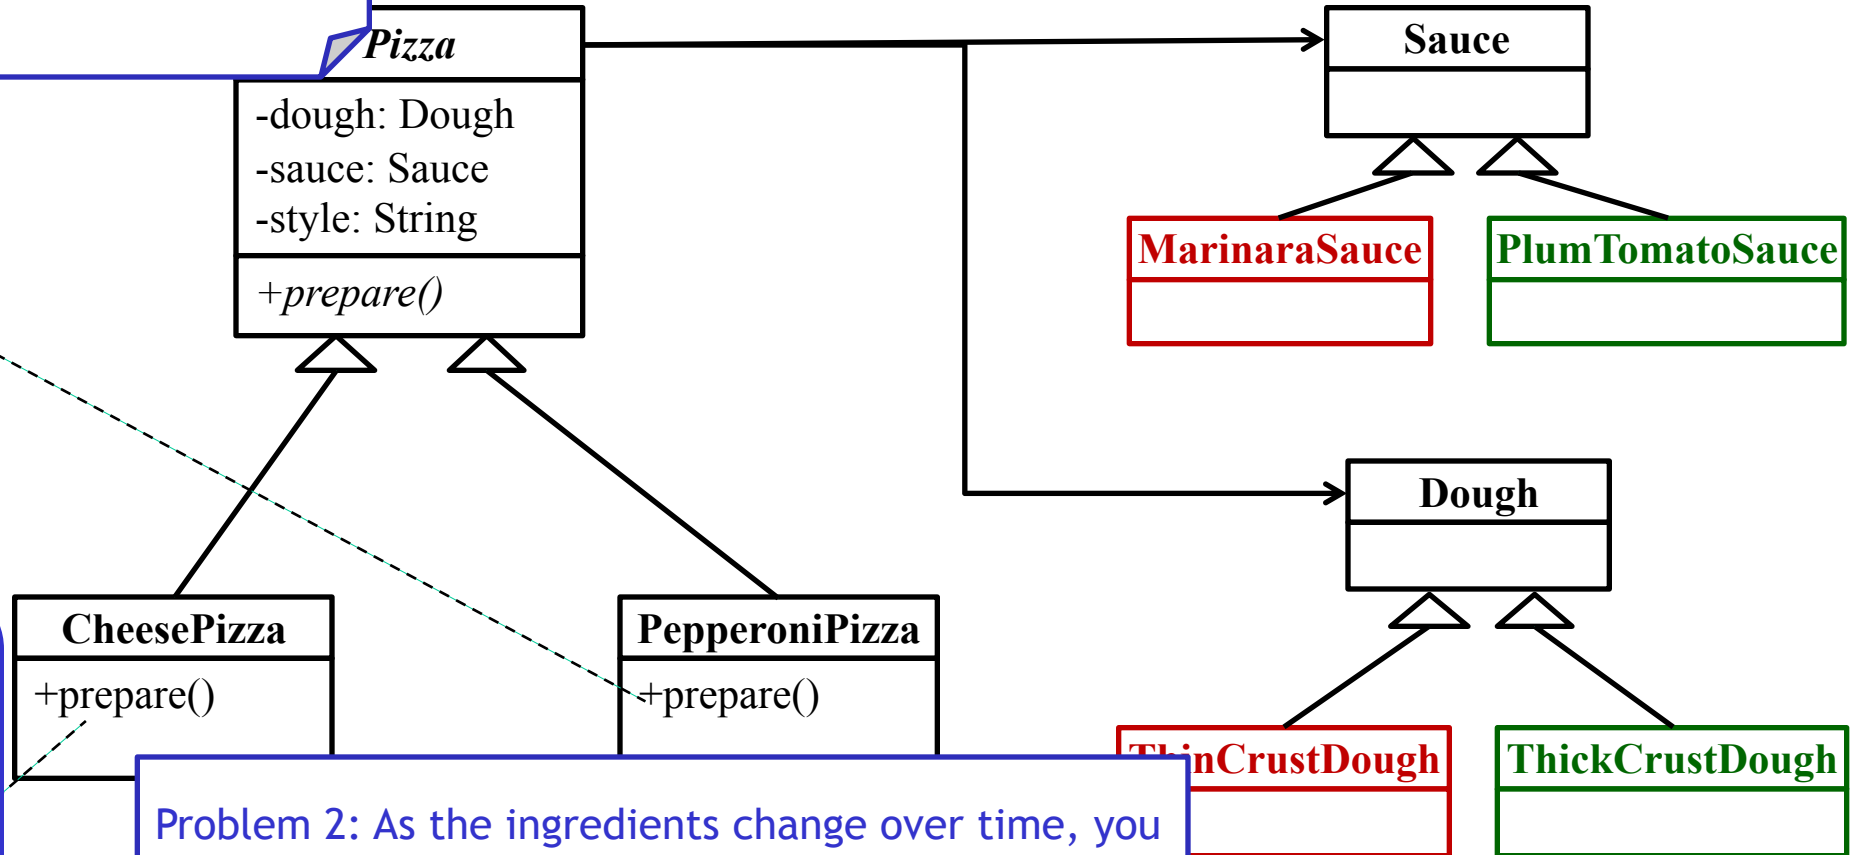 Pizza
-dough: Dough
-sauce: Sauce
-style: String
+prepare()
Sauce
MarinaraSauce
PlumTomatoSauce
Dough
CheesePizza
+prepare()
PepperoniPizza
+prepare()
ThinCrustDough
ThickCrustDough
Problem 2: As the ingredients change over time, you